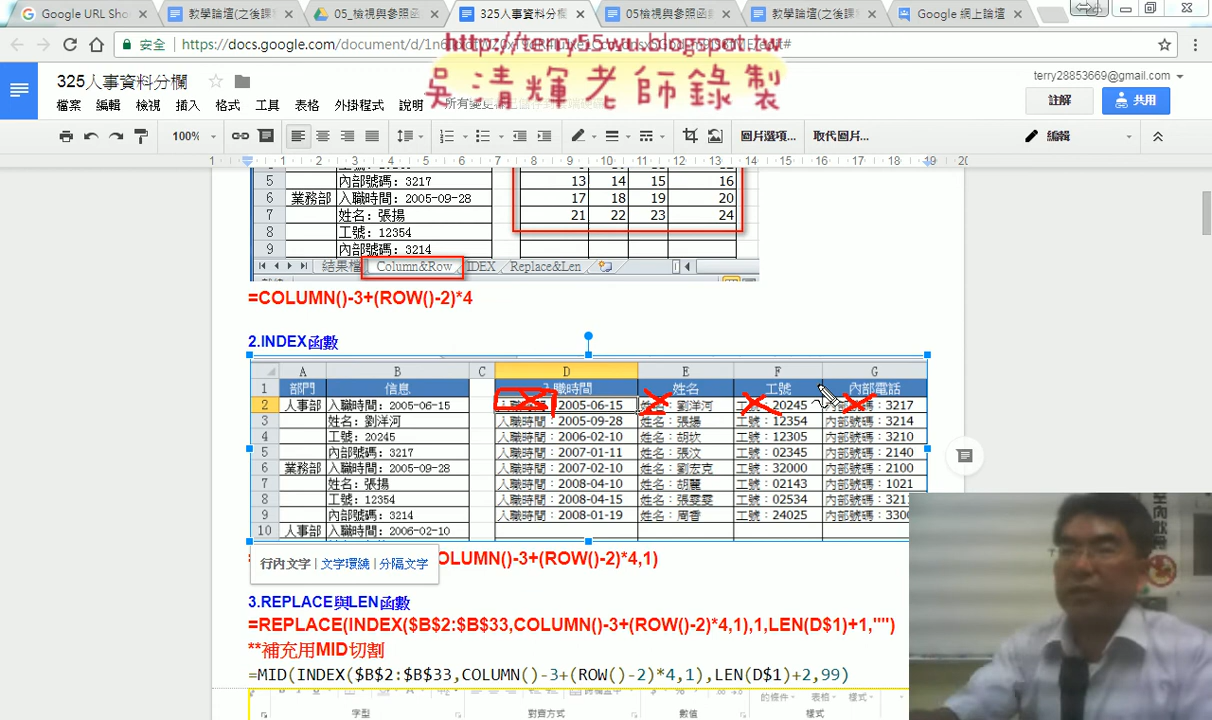 Google URL Sho
教學論壇(之後課
05_檢視與參照函
325人事資料分欄
05檢視與參照函
教學論壇(之後課
Google 網上論壇
安全
https://docs.google.com/document/d/
http://terry55wu.blogspot.tw
吳清輝老師錄製
325人事資料分欄
terry28853669@gmail.com
檔案 編輯 檢視 插入 格式 工具 表格 外掛程式 說明
註解
共用
100%
圖片選項...
取代圖片...
編輯
5 內部號碼：3217 13 14 15 16
6 業務部 入職時間：2005-09-28 17 18 19 20
7 姓名：張揚 21 22 23 24
8 工號：12354
9 內部號碼：3214
結果檔 Column&Row INDEX Replace&Len
=COLUMN()-3+(ROW()-2)*4
2.INDEX函數
A B C D E F G
1 部門 信息 入職時間 姓名 工號 內部電話
2 人事部 入職時間：2005-06-15 2005-06-15 劉洋河 20245 3217
3 姓名：劉洋河 入職時間：2005-09-28 姓名：張揚 工號：12354 內部號碼：3214
4 工號：20245 入職時間：2006-02-10 姓名：胡坎 工號：12305 內部號碼：3210
5 內部號碼：3217 入職時間：2007-01-11 姓名：張汶 工號：02345 內部號碼：2140
6 業務部 入職時間：2005-09-28 入職時間：2007-02-10 姓名：劉宏克 工號：32000 內部號碼：2100
7 姓名：張揚 入職時間：2008-04-10 姓名：胡麗 工號：02143 內部號碼：1021
8 工號：12354 入職時間：2008-04-15 姓名：張雯雯 工號：02534 內部號碼：321
9 內部號碼：3214 入職時間：2008-01-19 姓名：周香 工號：24025 內部號碼：3300
10 人事部 入職時間：2006-02-10
OLUMN()-3+(ROW()-2)*4,1)
行內文字 文字環繞 分隔文字
3.REPLACE與LEN函數
=REPLACE(INDEX($B$2:$B$33,COLUMN()-3+(ROW()-2)*4,1),1,LEN(D$1)+1,"")
**補充用MID切割
=MID(INDEX($B$2:$B$33,COLUMN()-3+(ROW()-2)*4,1),LEN(D$1)+2,99)
字型 對齊方式 數值 樣式